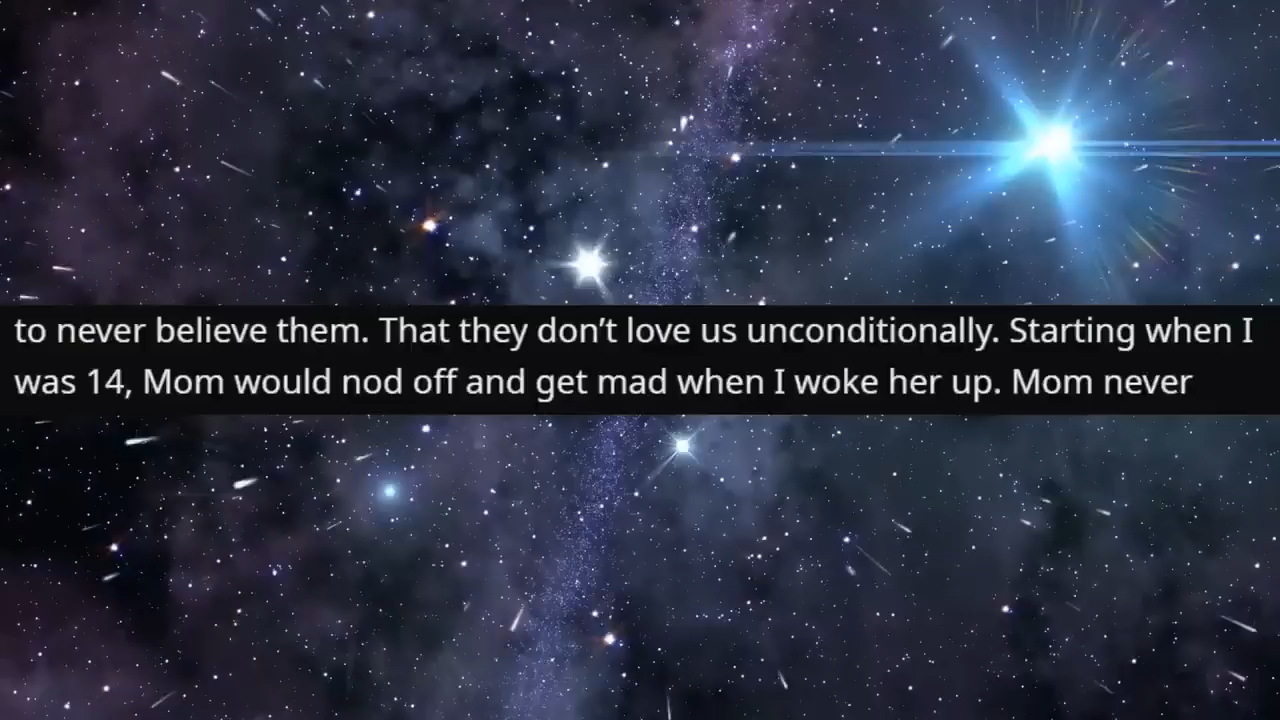 to never believe them. That they don’t love us unconditionally. Starting when I
was 14, Mom would nod off and get mad when I woke her up. Mom never